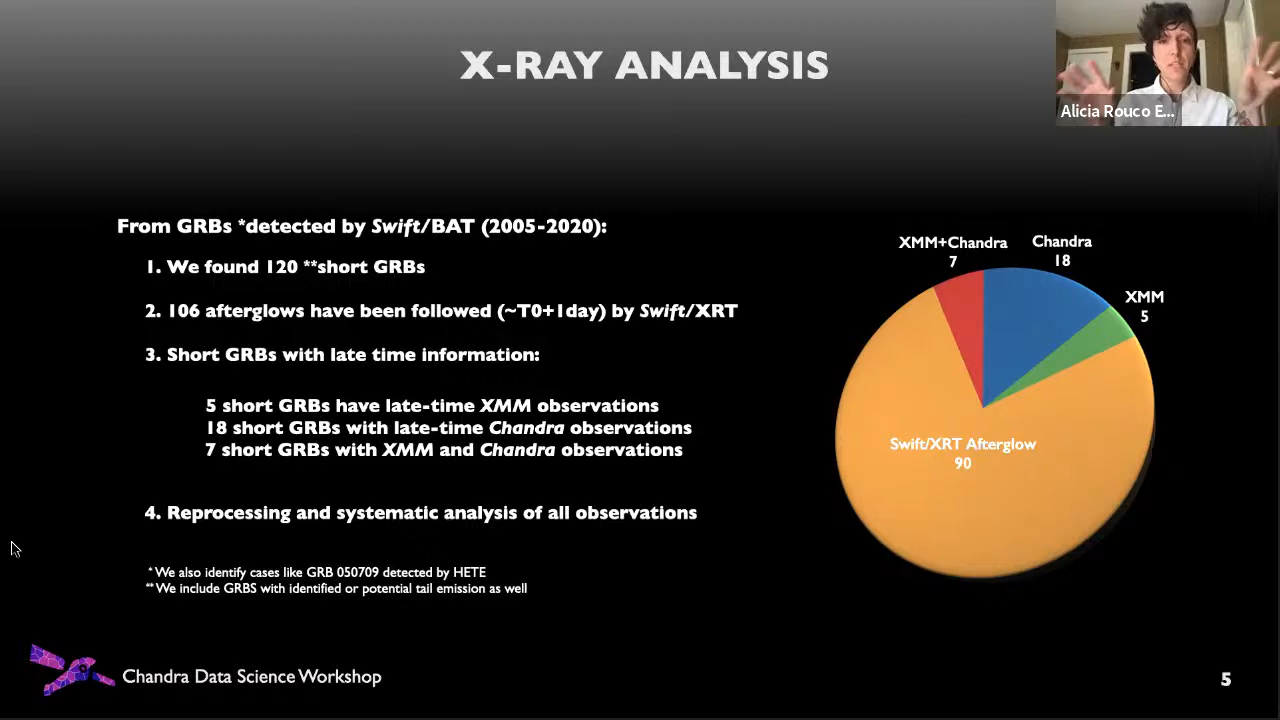 X-RAY ANALYSIS
Alicia Rouco E...
From GRBs *detected by Swift/BAT (2005-2020):
1. We found 120 **short GRBs
2. 106 afterglows have been followed (~T0+1day) by Swift/XRT
3. Short GRBs with late time information:
5 short GRBs have late-time XMM observations
18 short GRBs with late-time Chandra observations
7 short GRBs with XMM and Chandra observations
4. Reprocessing and systematic analysis of all observations
* We also identify cases like GRB 050709 detected by HETE
** We include GRBS with identified or potential tail emission as well
XMM+Chandra
7
Chandra
18
XMM
5
Swift/XRT Afterglow
90
Chandra Data Science Workshop
5